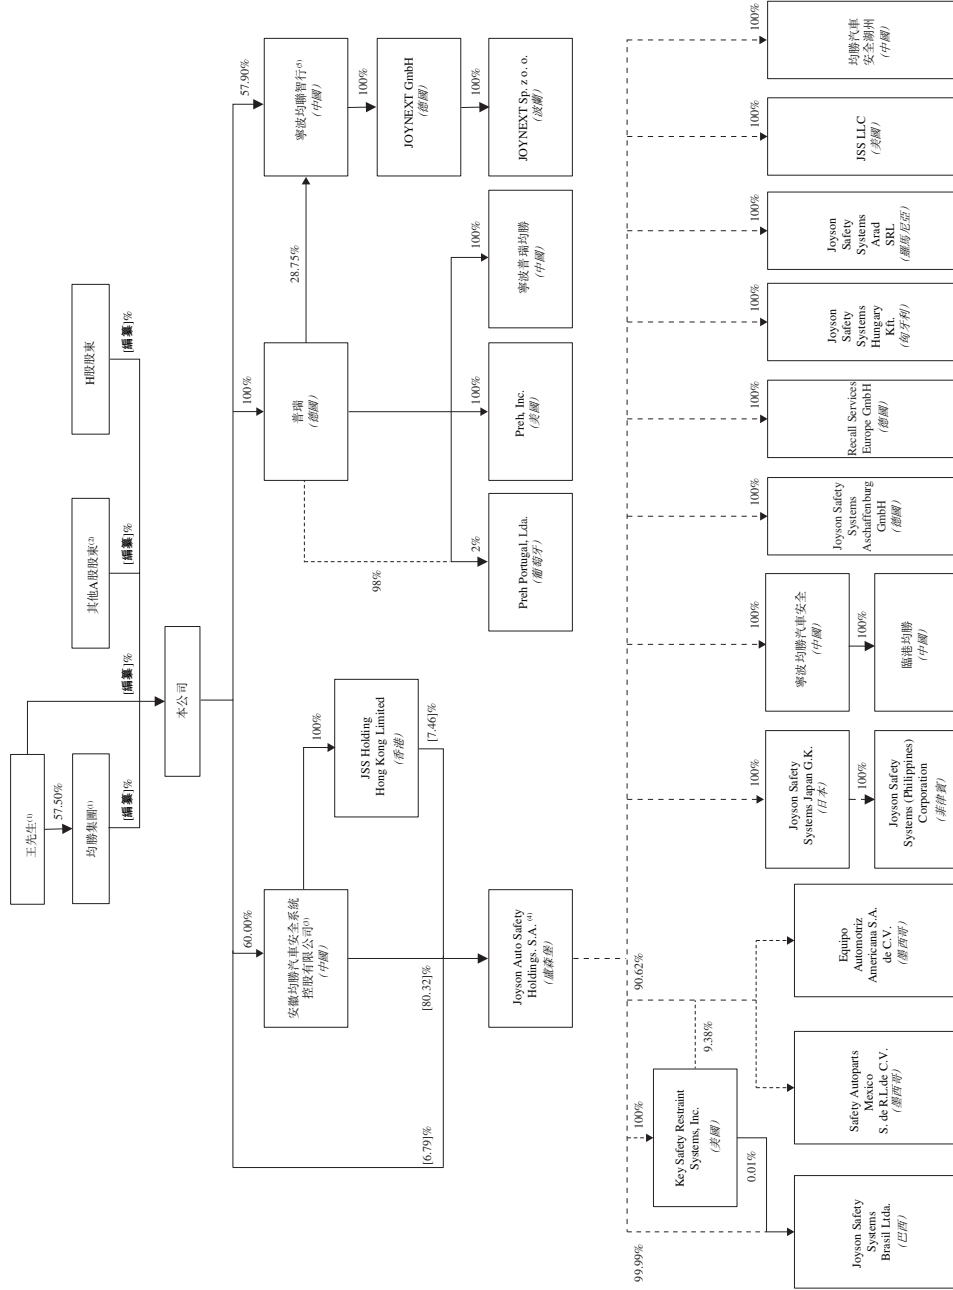 王先生⁽¹⁾
57.50%
均勝集團⁽¹⁾
其他A股股東⁽²⁾
H股股東
[編纂]%
[編纂]%
[編纂]%
[編纂]%
本公司
60.00%
100%
57.90%
安徽均勝汽車安全系統
控股有限公司⁽³⁾
(中國)
普瑞
(德國)
28.75%
寧波均聯智行⁽⁵⁾
(中國)
100%
100%
JSS Holding
Hong Kong Limited
(香港)
JOYNEXT GmbH
(德國)
[6.79]%
[80.32]%
[7.46]%
98%
2%
100%
100%
100%
Joyson Auto Safety
Holdings. S.A. ⁽⁴⁾
(盧森堡)
Preh Portugal, Lda.
(葡萄牙)
Preh, Inc.
(美國)
寧波普瑞均勝
(中國)
JOYNEXT Sp. z o. o.
(波蘭)
99.99%
100%
90.62%
9.38%
Key Safety Restraint
Systems, Inc.
(美國)
0.01%
100%
100%
100%
100%
100%
100%
100%
100%
Joyson Safety
Systems Japan G.K.
(日本)
寧波均勝汽車安全
(中國)
Joyson Safety
Systems
Aschaffenburg
GmbH
(德國)
Recall Services
Europe GmbH
(德國)
Joyson
Safety
Systems
Hungary
Kft.
(匈牙利)
Joyson
Safety
Systems
Arad
SRL
(羅馬尼亞)
JSS LLC
(美國)
均勝汽車
安全湖州
(中國)
100%
100%
Joyson Safety
Systems
Brasil Ltda.
(巴西)
Safety Autoparts
Mexico
S. de R.L.de C.V.
(墨西哥)
Equipo
Automotriz
Americana S.A.
de C.V.
(墨西哥)
Joyson Safety
Systems (Philippines)
Corporation
(菲律賓)
臨港均勝
(中國)